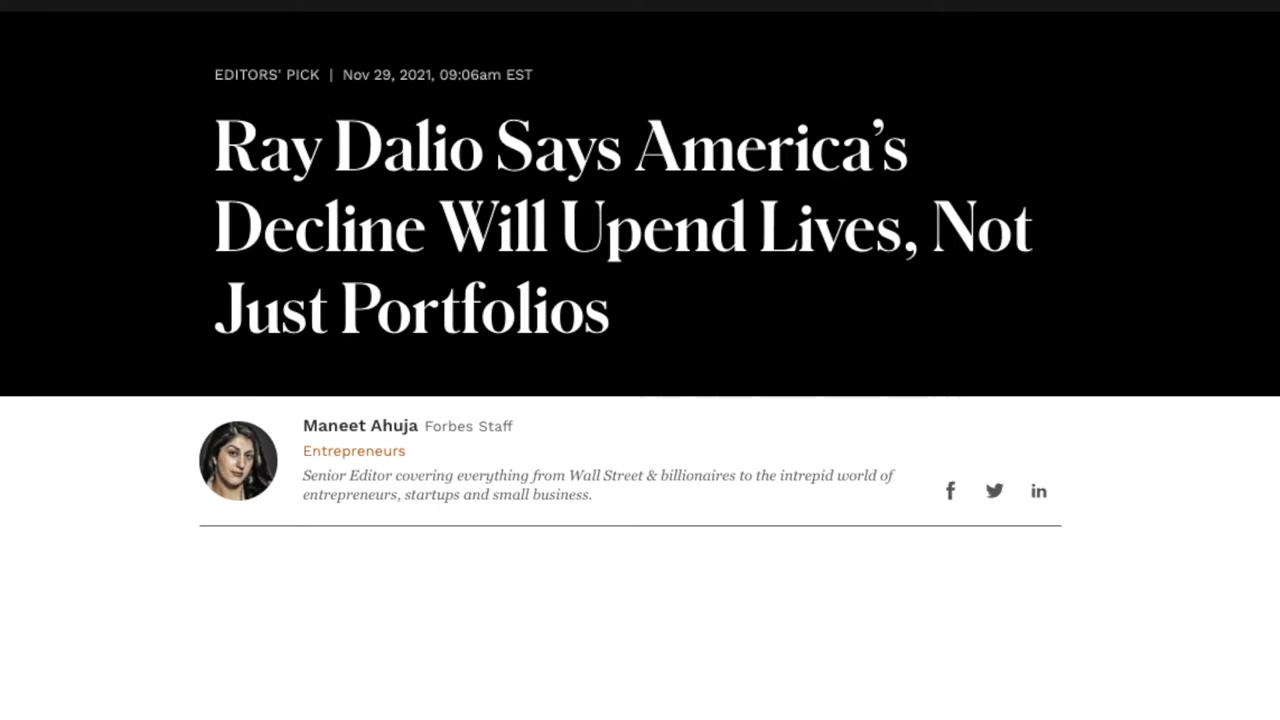 EDITORS' PICK | Nov 29, 2021, 09:06am EST
Ray Dalio Says America’s
Decline Will Upend Lives, Not
Just Portfolios
Maneet Ahuja Forbes Staff
Entrepreneurs
Senior Editor covering everything from Wall Street & billionaires to the intrepid world of
entrepreneurs, startups and small business.